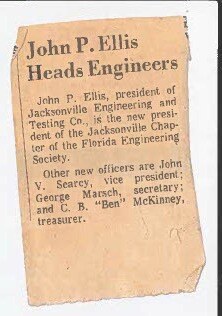 John P. Ellis
Heads Engineers
John P. Ellis, president of
Jacksonville Engineering and
Testing Co., is the new presi-
dent of the Jacksonville Chap-
ter of the Florida Engineering
Society.
Other new officers are John
V. Searcy, vice president;
George Marsch, secretary;
and C. B. "Ben" McKinney,
treasurer.